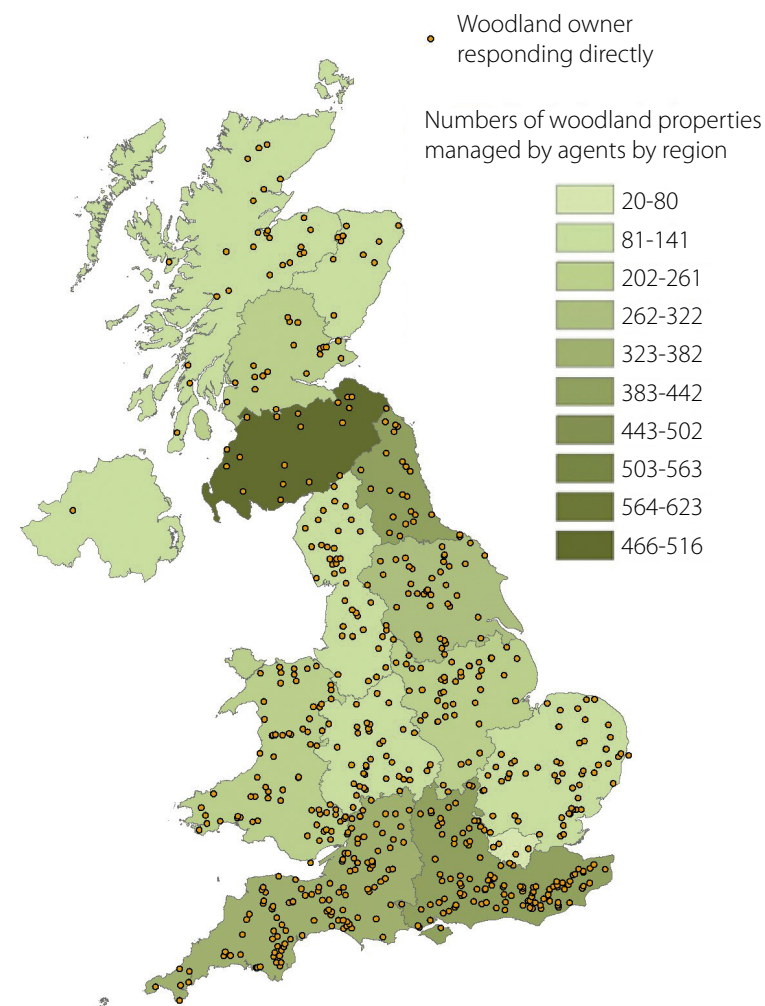 Woodland owner
responding directly
Numbers of woodland properties
managed by agents by region
20-80
81-141
202-261
262-322
323-382
383-442
443-502
503-563
564-623
466-516